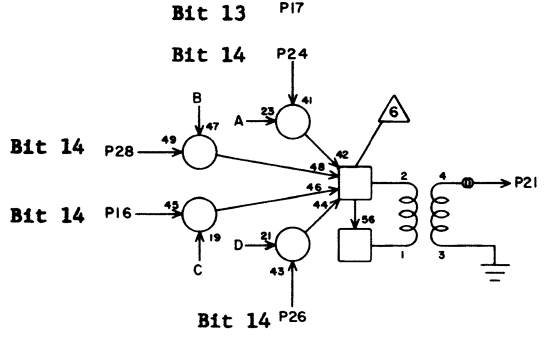 Bit 13 P17
Bit 14 P24
B 23 41
A
49 47 6
Bit 14 P28 42
48 2 4
46 P21
Bit 14 P16 45 44
19 D 21 56
C 43 1 3
Bit 14 P26